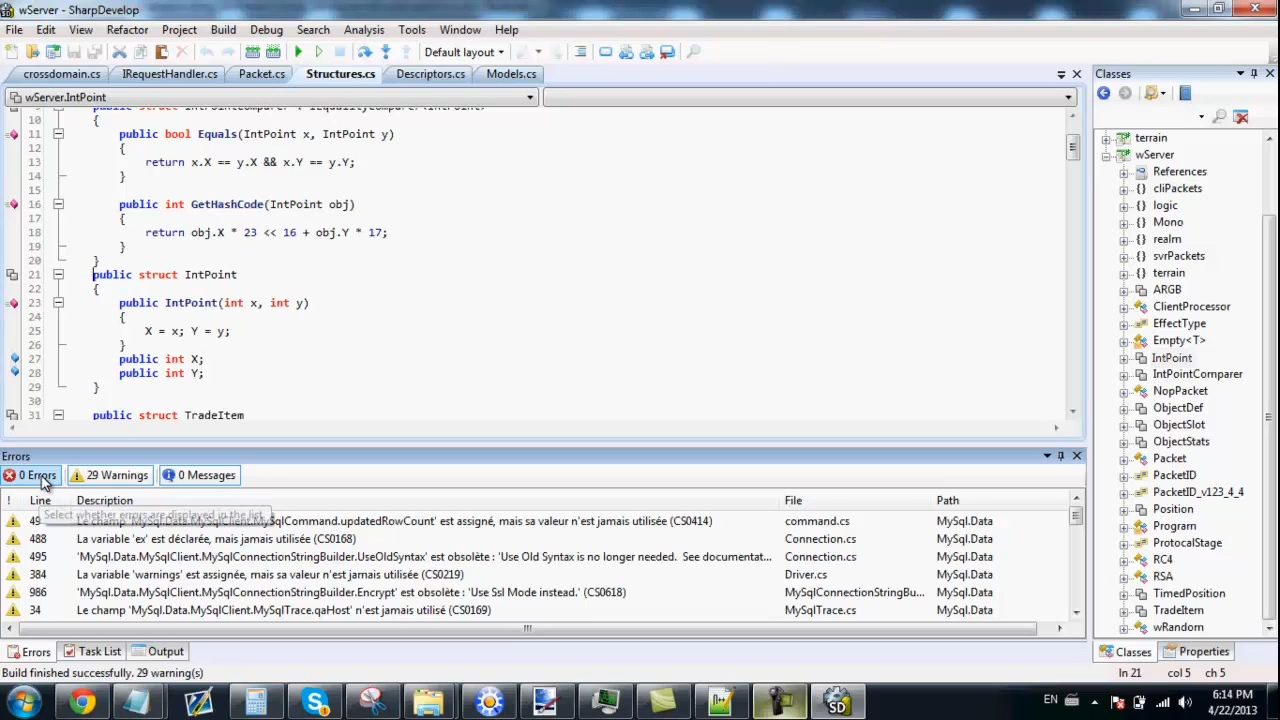 wServer - SharpDevelop
File Edit View Refactor Project Build Debug Search Analysis Tools Window Help
Default layout
crossdomain.cs IRequestHandler.cs Packet.cs Structures.cs Descriptors.cs Models.cs
wServer.IntPoint
10 {
11 public bool Equals(IntPoint x, IntPoint y)
12 {
13 return x.X == y.X && x.Y == y.Y;
14 }
15
16 public int GetHashCode(IntPoint obj)
17 {
18 return obj.X * 23 << 16 + obj.Y * 17;
19 }
20 }
21 public struct IntPoint
22 {
23 public IntPoint(int x, int y)
24 {
25 X = x; Y = y;
26 }
27 public int X;
28 public int Y;
29 }
30
31 public struct TradeItem
Classes
terrain
wServer
References
cliPackets
logic
Mono
realm
svrPackets
terrain
ARGB
ClientProcessor
EffectType
Empty<T>
IntPoint
IntPointComparer
NopPacket
ObjectDef
ObjectSlot
ObjectStats
Packet
PacketID
PacketID_v123_4_4
Position
Program
ProtocalStage
RC4
RSA
TimedPosition
TradeItem
wRandom
Classes Properties
Errors
0 Errors 29 Warnings 0 Messages
! Line Description File Path
Select whether errors are displayed in the list
Le champ 'MySql.Data.MySqlClient.MySqlCommand.updatedRowCount' est assigné, mais sa valeur n'est jamais utilisée (CS0414) command.cs MySql.Data
488 La variable 'ex' est déclarée, mais jamais utilisée (CS0168) Connection.cs MySql.Data
495 'MySql.Data.MySqlClient.MySqlConnectionStringBuilder.UseOldSyntax' est obsolète : 'Use Old Syntax is no longer needed. See documentat... Connection.cs MySql.Data
384 La variable 'warnings' est assignée, mais sa valeur n'est jamais utilisée (CS0219) Driver.cs MySql.Data
986 'MySql.Data.MySqlClient.MySqlConnectionStringBuilder.Encrypt' est obsolète : 'Use Ssl Mode instead.' (CS0618) MySqlConnectionStringBu... MySql.Data
34 Le champ 'MySql.Data.MySqlClient.MySqlTrace.qaHost' n'est jamais utilisé (CS0169) MySqlTrace.cs MySql.Data
Errors Task List Output
Build finished successfully. 29 warning(s) ln 21 col 5 ch 5
EN 6:14 PM
4/22/2013